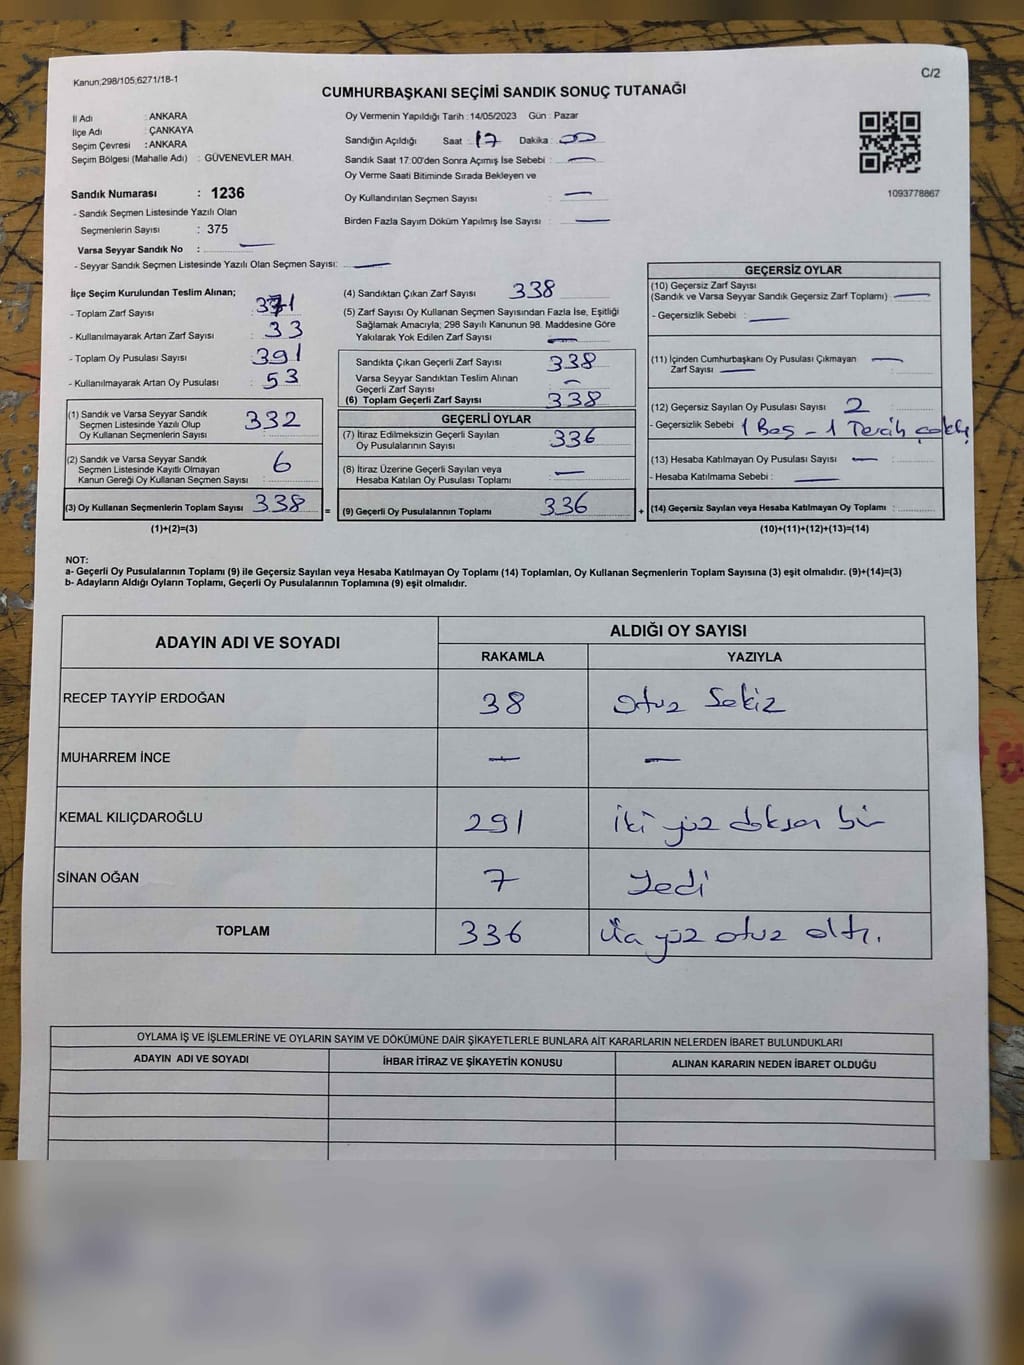 Kanun,298/105,6271/18-1
C/2
CUMHURBAŞKANI SEÇİMİ SANDIK SONUÇ TUTANAĞI
İl Adı : ANKARA
İlçe Adı : ÇANKAYA
Seçim Çevresi : ANKARA
Seçim Bölgesi (Mahalle Adı) : GÜVENEVLER MAH.
Sandık Numarası : 1236
- Sandık Seçmen Listesinde Yazılı Olan
Seçmenlerin Sayısı : 375
Varsa Seyyar Sandık No : —
- Seyyar Sandık Seçmen Listesinde Yazılı Olan Seçmen Sayısı: —
Oy Vermenin Yapıldığı Tarih : 14/05/2023 Gün : Pazar
Sandığın Açıldığı Saat : 17 Dakika : 00
Sandık Saat 17:00'den Sonra Açımış İse Sebebi : —
Oy Verme Saati Bitiminde Sırada Bekleyen ve
Oy Kullandırılan Seçmen Sayısı : —
Birden Fazla Sayım Döküm Yapılmış İse Sayısı : —
1093778867
İlçe Seçim Kurulundan Teslim Alınan;
- Toplam Zarf Sayısı : 371
- Kullanılmayarak Artan Zarf Sayısı : 33
- Toplam Oy Pusulası Sayısı : 391
- Kullanılmayarak Artan Oy Pusulası : 53
(1) Sandık ve Varsa Seyyar Sandık
Seçmen Listesinde Yazılı Olup
Oy Kullanan Seçmenlerin Sayısı : 332
(2) Sandık ve Varsa Seyyar Sandık
Seçmen Listesinde Kayıtlı Olmayan
Kanun Gereği Oy Kullanan Seçmen Sayısı : 6
(3) Oy Kullanan Seçmenlerin Toplam Sayısı : 338 =
(1)+(2)=(3)
(4) Sandıktan Çıkan Zarf Sayısı : 338
(5) Zarf Sayısı Oy Kullanan Seçmen Sayısından Fazla İse, Eşitliği
Sağlamak Amacıyla, 298 Sayılı Kanunun 98. Maddesine Göre
Yakılarak Yok Edilen Zarf Sayısı : —
Sandıkta Çıkan Geçerli Zarf Sayısı : 338
Varsa Seyyar Sandıktan Teslim Alınan
Geçerli Zarf Sayısı : —
(6) Toplam Geçerli Zarf Sayısı : 338
GEÇERLİ OYLAR
(7) İtiraz Edilmeksizin Geçerli Sayılan
Oy Pusulalarının Sayısı : 336
(8) İtiraz Üzerine Geçerli Sayılan veya
Hesaba Katılan Oy Pusulası Toplamı : —
(9) Geçerli Oy Pusulalarının Toplamı : 336 +
GEÇERSİZ OYLAR
(10) Geçersiz Zarf Sayısı
(Sandık ve Varsa Seyyar Sandık Geçersiz Zarf Toplamı) : —
- Geçersizlik Sebebi : —
(11) İçinden Cumhurbaşkanı Oy Pusulası Çıkmayan —
Zarf Sayısı —
(12) Geçersiz Sayılan Oy Pusulası Sayısı : 2
- Geçersizlik Sebebi : 1 Boş - 1 Tercih
(13) Hesaba Katılmayan Oy Pusulası Sayısı : —
- Hesaba Katılmama Sebebi : —
(14) Geçersiz Sayılan veya Hesaba Katılmayan Oy Toplamı :
(10)+(11)+(12)+(13)=(14)
NOT:
a- Geçerli Oy Pusulalarının Toplamı (9) ile Geçersiz Sayılan veya Hesaba Katılmayan Oy Toplamı (14) Toplamları, Oy Kullanan Seçmenlerin Toplam Sayısına (3) eşit olmalıdır. (9)+(14)=(3)
b- Adayların Aldığı Oyların Toplamı, Geçerli Oy Pusulalarının Toplamına (9) eşit olmalıdır.
ADAYIN ADI VE SOYADI
ALDIĞI OY SAYISI
RAKAMLA YAZIYLA
RECEP TAYYİP ERDOĞAN 38 otuz Sekiz
MUHARREM İNCE — —
KEMAL KILIÇDAROĞLU 291 iki yüz doksan bir
SİNAN OĞAN 7 Yedi
TOPLAM 336 Üç yüz otuz altı.
OYLAMA İŞ VE İŞLEMLERİNE VE OYLARIN SAYIM VE DÖKÜMÜNE DAİR ŞİKAYETLERLE BUNLARA AİT KARARLARIN NELERDEN İBARET BULUNDUKLARI
ADAYIN ADI VE SOYADI İHBAR İTİRAZ VE ŞİKAYETİN KONUSU ALINAN KARARIN NEDEN İBARET OLDUĞU